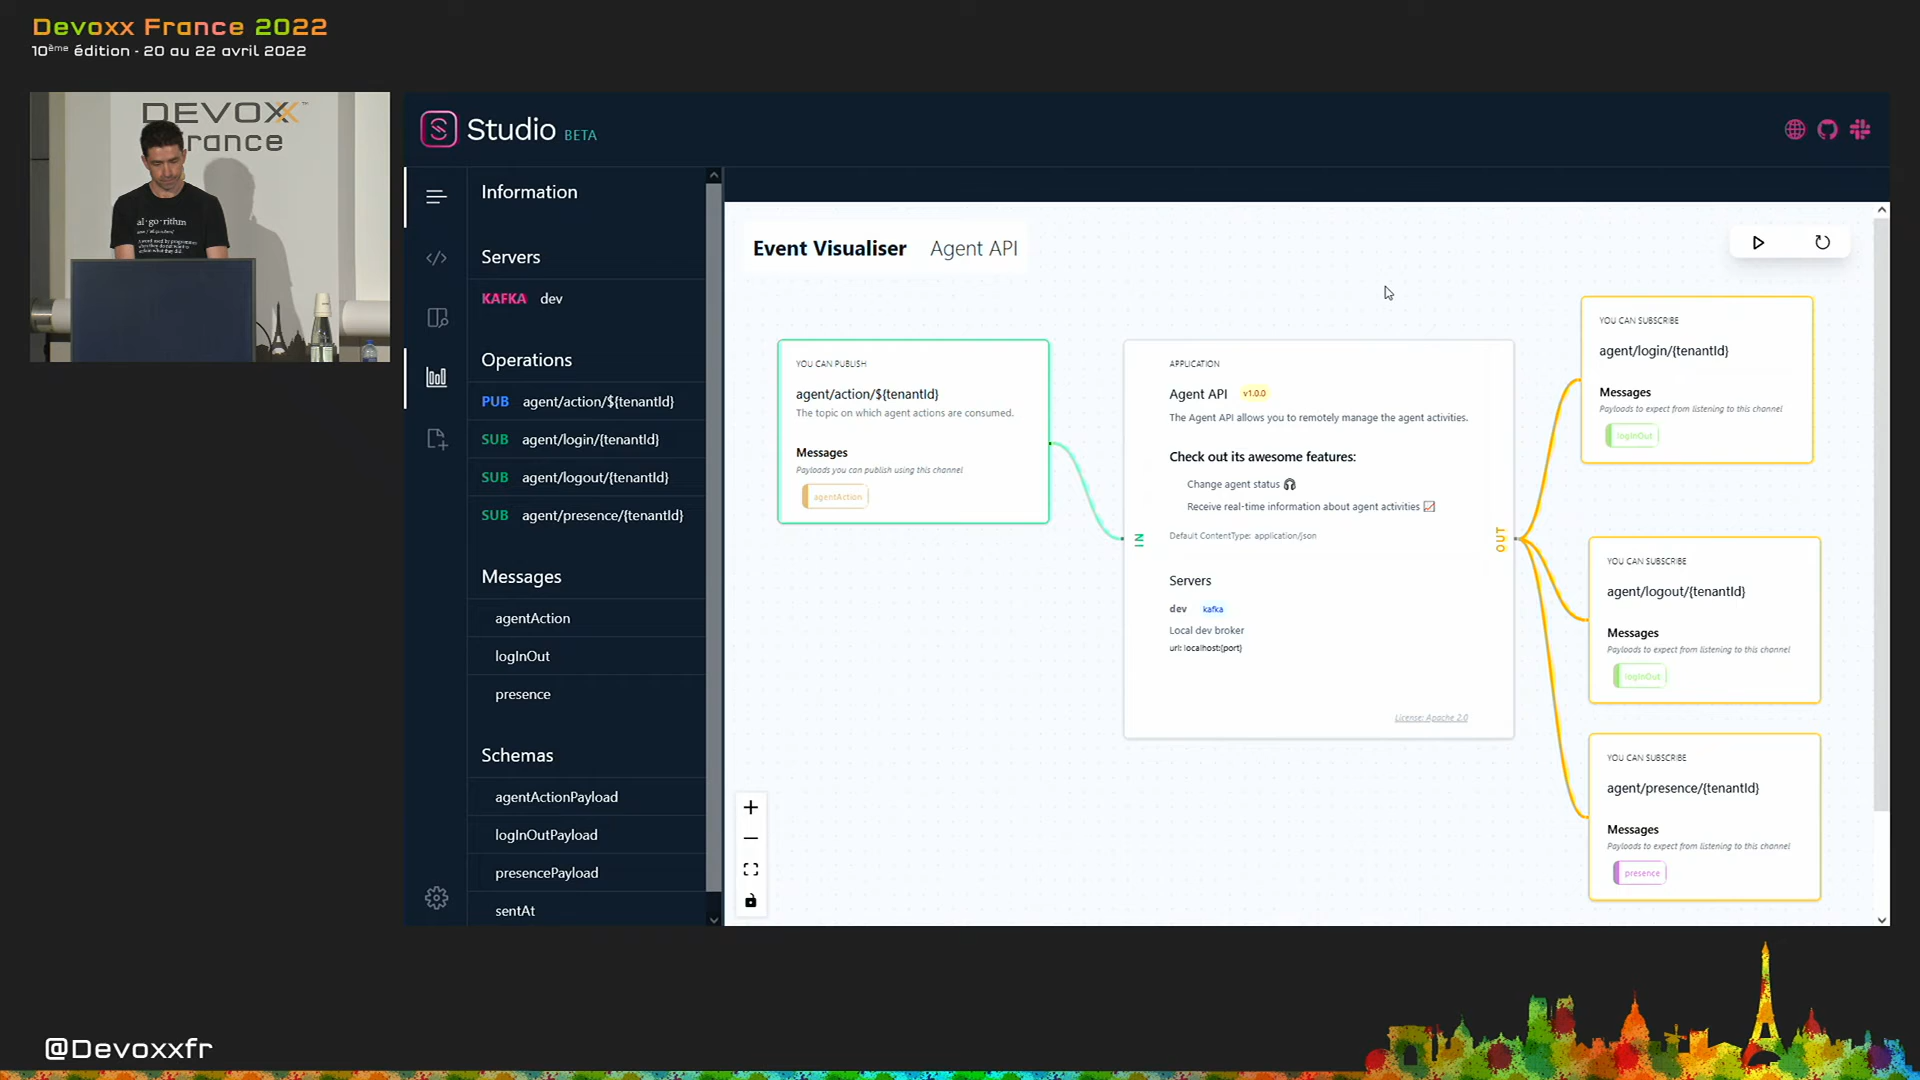 Devoxx France 2022
10ème édition - 20 au 22 avril 2022
DEVOXX
France
al·go·rithm
Studio BETA
Information
Servers
KAFKA dev
Operations
PUB agent/action/${tenantId}
SUB agent/login/{tenantId}
SUB agent/logout/{tenantId}
SUB agent/presence/{tenantId}
Messages
agentAction
logInOut
presence
Schemas
agentActionPayload
logInOutPayload
presencePayload
sentAt
Event Visualiser Agent API
YOU CAN PUBLISH
agent/action/${tenantId}
The topic on which agent actions are consumed.
Messages
Payloads you can publish using this channel
agentAction
APPLICATION
Agent API v1.0.0
The Agent API allows you to remotely manage the agent activities.
Check out its awesome features:
Change agent status
Receive real-time information about agent activities
Default ContentType: application/json
IN
OUT
Servers
dev kafka
Local dev broker
url: localhost:{port}
License: Apache 2.0
YOU CAN SUBSCRIBE
agent/login/{tenantId}
Messages
Payloads to expect from listening to this channel
logInOut
YOU CAN SUBSCRIBE
agent/logout/{tenantId}
Messages
Payloads to expect from listening to this channel
logInOut
YOU CAN SUBSCRIBE
agent/presence/{tenantId}
Messages
Payloads to expect from listening to this channel
presence
@Devoxxfr